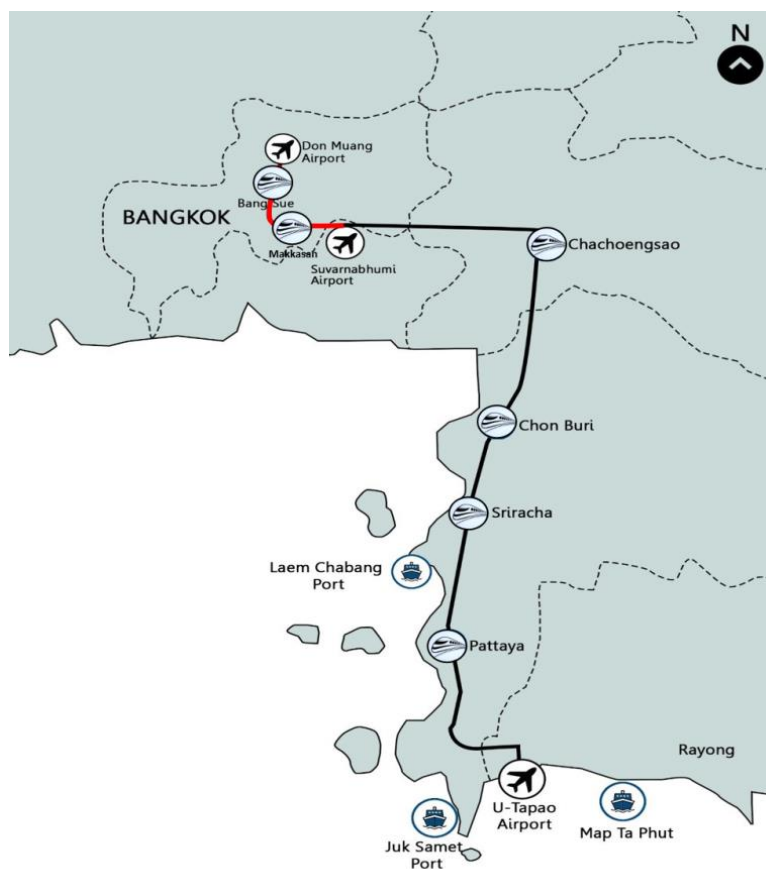 N
Don Muang
Airport
Bang Sue
BANGKOK
Makkasan
Suvarnabhumi
Airport
Chachoengsao
Chon Buri
Sriracha
Laem Chabang
Port
Pattaya
Rayong
U-Tapao
Airport
Map Ta Phut
Juk Samet
Port